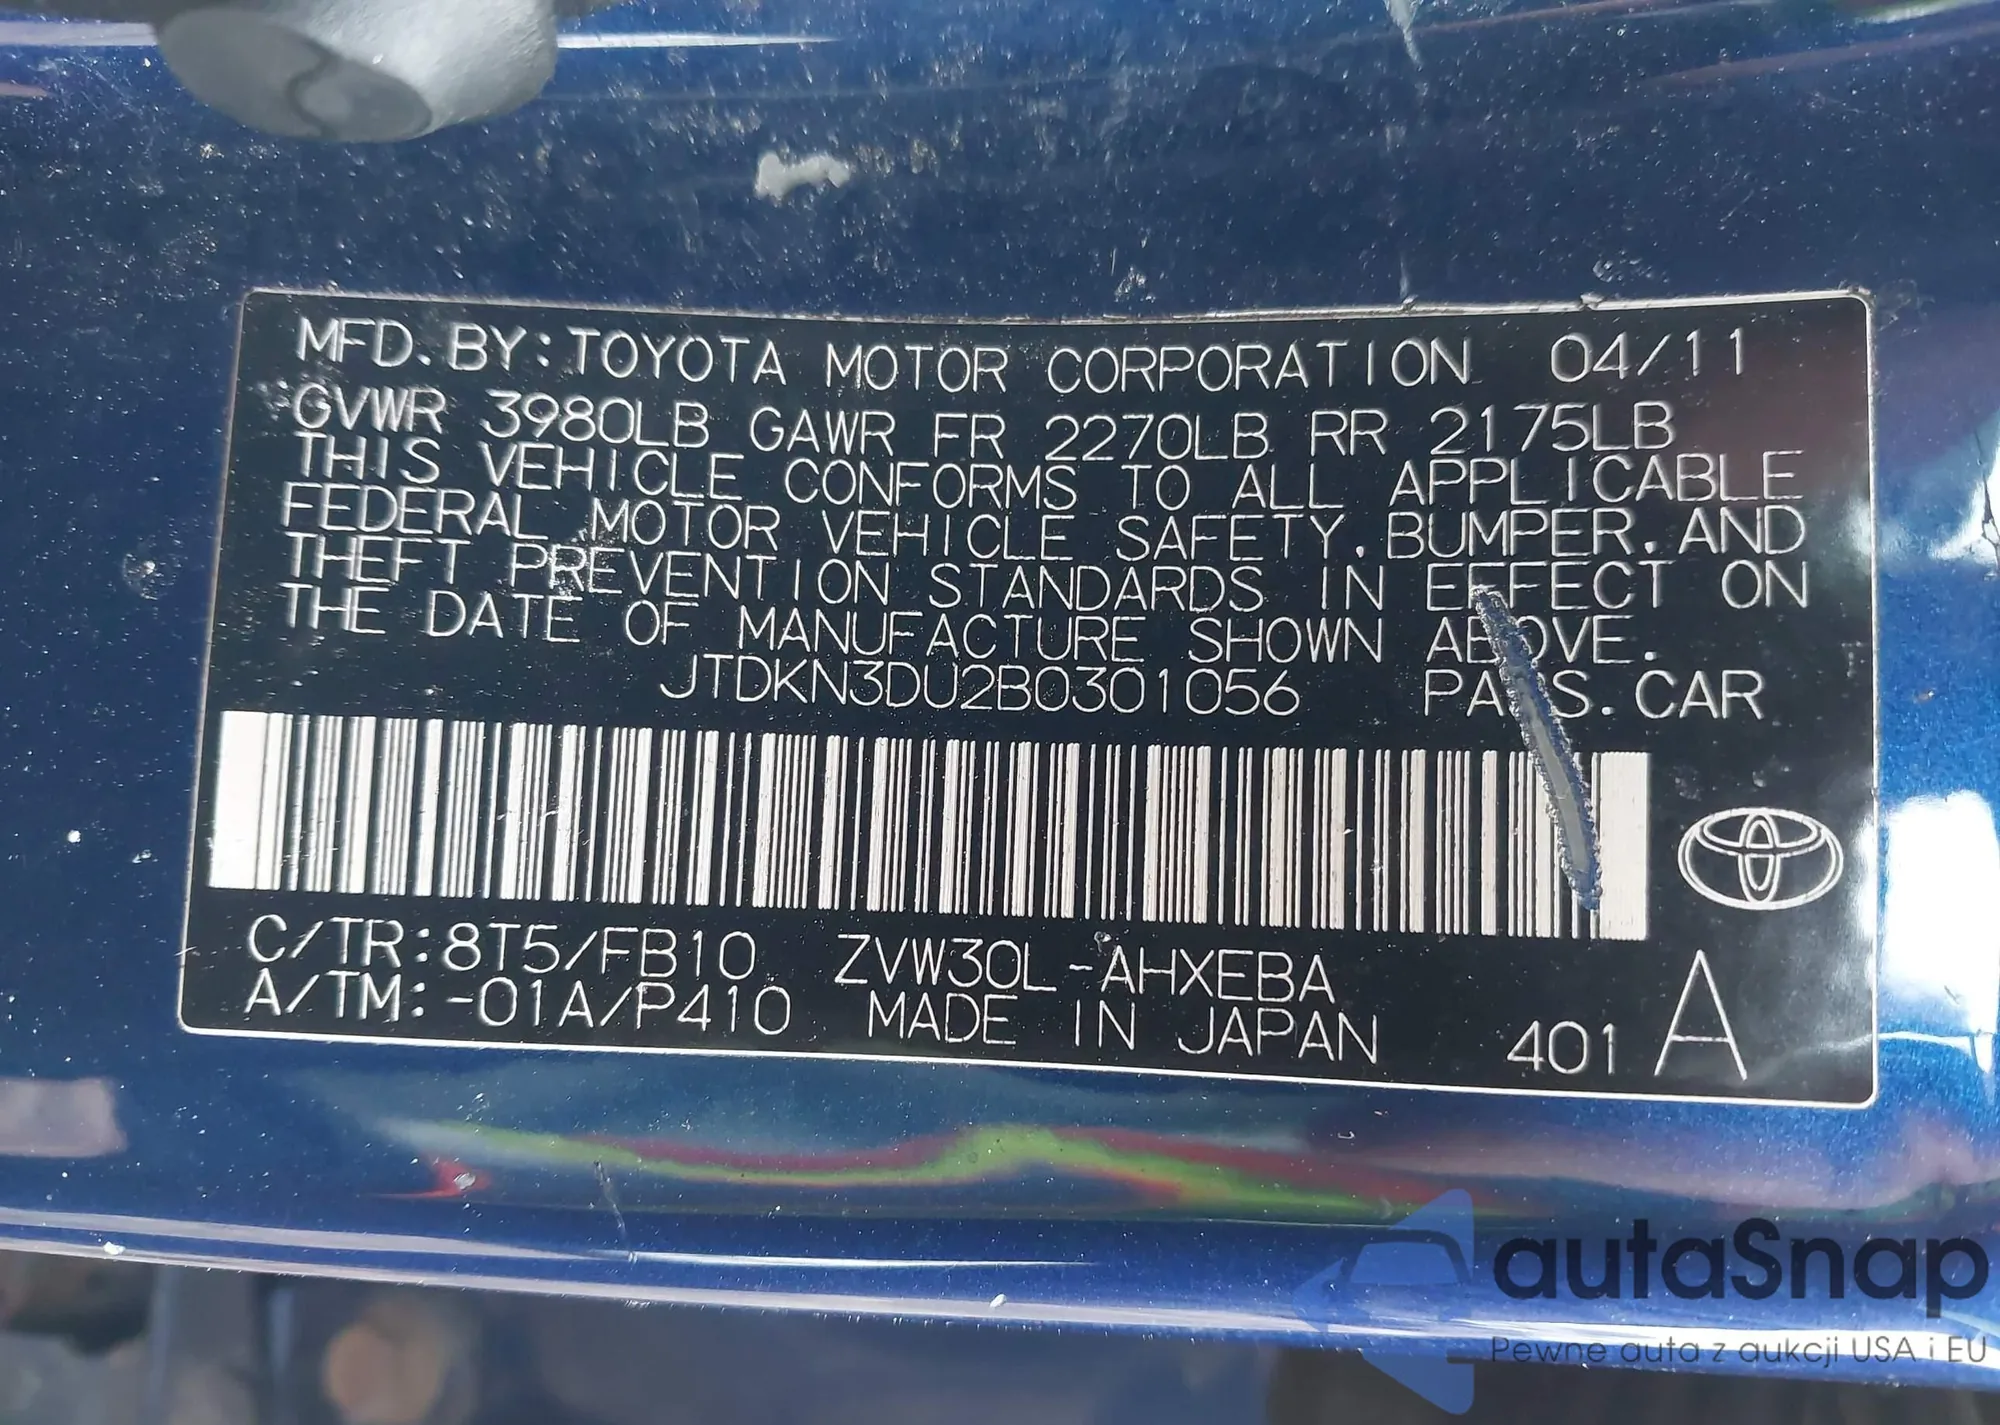 MFD. BY: TOYOTA MOTOR CORPORATION 04/11
GVWR 3980LB GAWR FR 2270LB RR 2175LB
THIS VEHICLE CONFORMS TO ALL APPLICABLE
FEDERAL MOTOR VEHICLE SAFETY, BUMPER, AND
THEFT PREVENTION STANDARDS IN EFFECT ON
THE DATE OF MANUFACTURE SHOWN ABOVE.
JTDKN3DU2B0301056 PASS. CAR
C/TR: 8T5/FB10 ZVW30L-AHXEBA
A/TM: -01A/P410 MADE IN JAPAN 401 A
autaSnap
Pewne auta z aukcji USA i EU